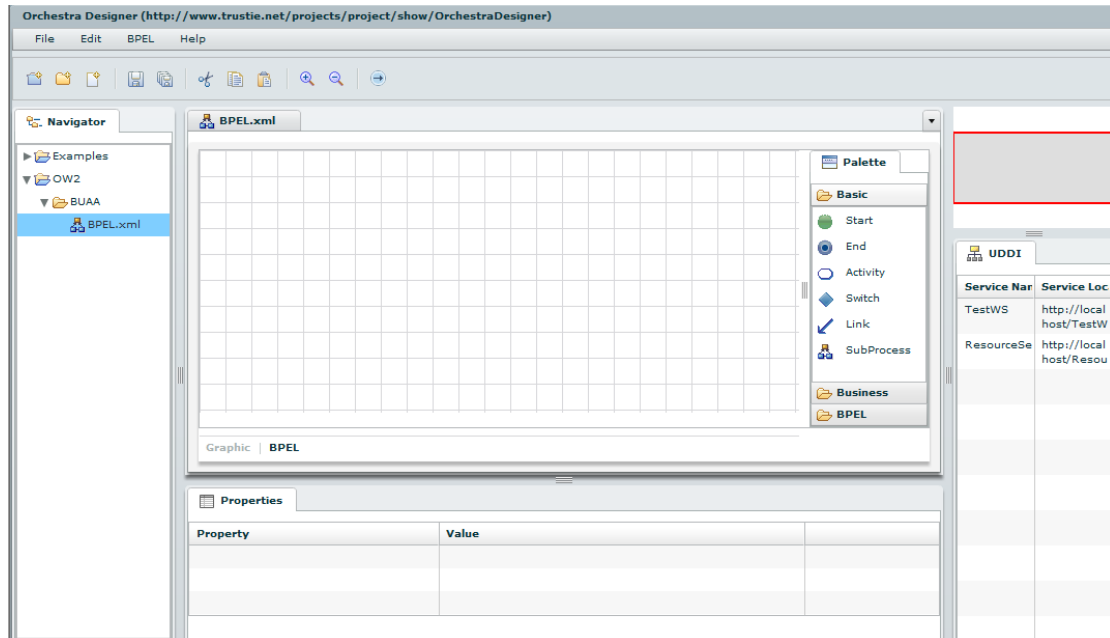 Orchestra Designer (http://www.trustie.net/projects/project/show/OrchestraDesigner)
File Edit BPEL Help
Navigator
Examples
OW2
BUAA
BPEL.xml
BPEL.xml
Palette
Basic
Start
End
Activity
Switch
Link
SubProcess
Business
BPEL
Graphic | BPEL
Properties
Property Value
UDDI
Service Nar Service Loc
TestWS http://local
host/TestW
ResourceSe http://local
host/Resou